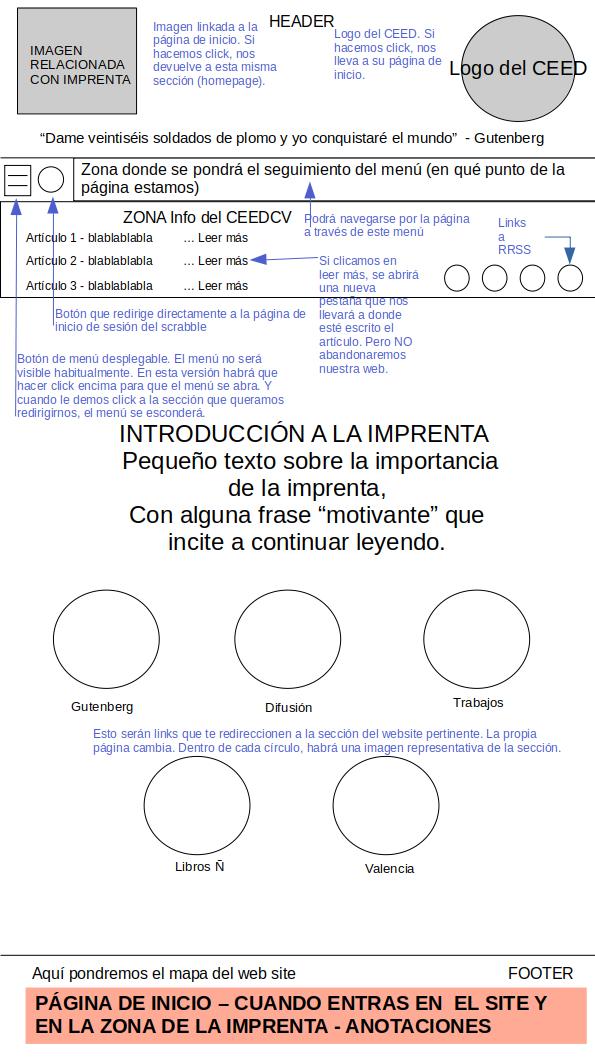 HEADER
IMAGEN
RELACIONADA
CON IMPRENTA
Imagen linkada a la
página de inicio. Si
hacemos click, nos
devuelve a esta misma
sección (homepage).
Logo del CEED. Si
hacemos click, nos
lleva a su página de
inicio.
Logo del CEED
“Dame veintiséis soldados de plomo y yo conquistaré el mundo” - Gutenberg
Zona donde se pondrá el seguimiento del menú (en qué punto de la
página estamos)
ZONA Info del CEEDCV
Artículo 1 - blablablabla ... Leer más
Artículo 2 - blablablabla ... Leer más
Artículo 3 - blablablabla ... Leer más
Podrá navegarse por la página
a través de este menú
Links
a
RRSS
Si clicamos en
leer más, se abrirá
una nueva
pestaña que nos
llevará a donde
esté escrito el
artículo. Pero NO
abandonaremos
nuestra web.
Botón que redirige directamente a la página de
inicio de sesión del scrabble
Botón de menú desplegable. El menú no será
visible habitualmente. En esta versión habrá que
hacer click encima para que el menú se abra. Y
cuando le demos click a la sección que queramos
redirigirnos, el menú se esconderá.
INTRODUCCIÓN A LA IMPRENTA
Pequeño texto sobre la importancia
de la imprenta,
Con alguna frase “motivante” que
incite a continuar leyendo.
Gutenberg
Difusión
Trabajos
Esto serán links que te redireccionen a la sección del website pertinente. La propia
página cambia. Dentro de cada círculo, habrá una imagen representativa de la sección.
Libros Ñ
Valencia
Aquí pondremos el mapa del web site
FOOTER
PÁGINA DE INICIO – CUANDO ENTRAS EN EL SITE Y
EN LA ZONA DE LA IMPRENTA - ANOTACIONES